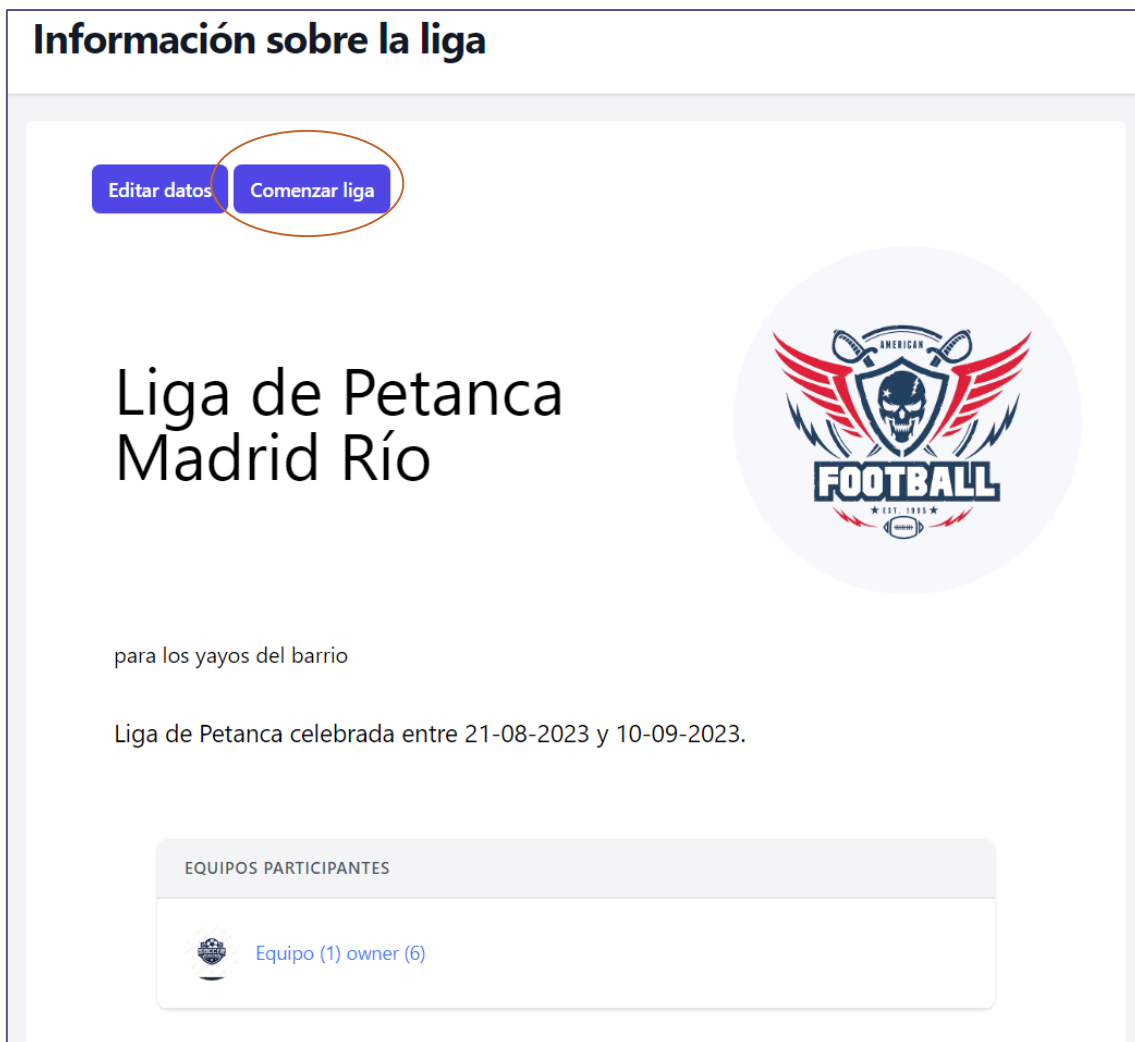 Información sobre la liga
Editar datos Comenzar liga
AMERICAN
FOOTBALL
★ EST. 1995 ★
Liga de Petanca
Madrid Río
para los yayos del barrio
Liga de Petanca celebrada entre 21-08-2023 y 10-09-2023.
EQUIPOS PARTICIPANTES
SOCCER
Equipo (1) owner (6)